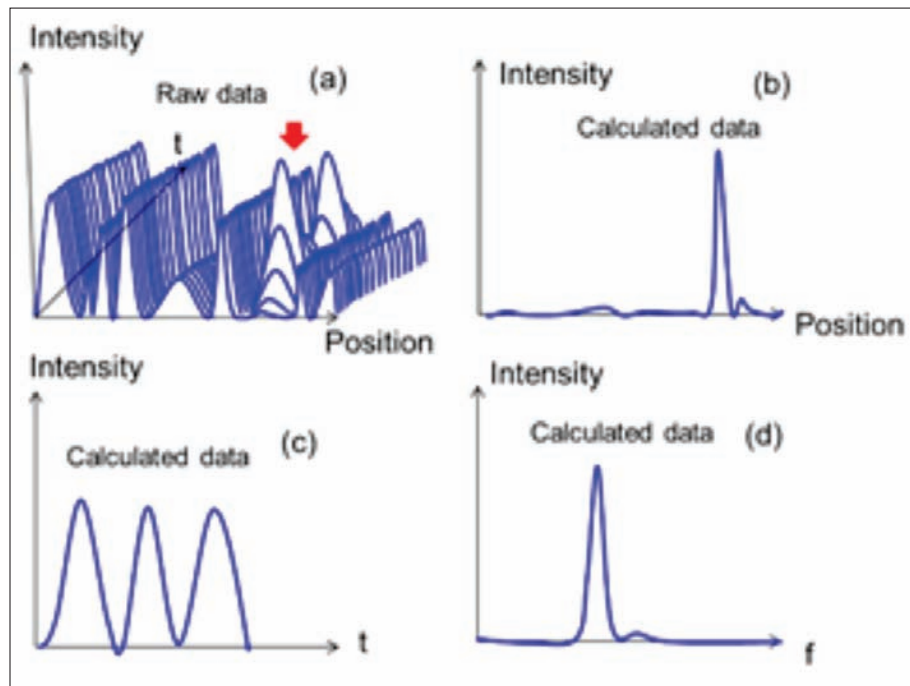 Intensity
(a)
Raw data
t
Position
Intensity
(b)
Calculated data
Position
Intensity
(c)
Calculated data
t
Intensity
(d)
Calculated data
f